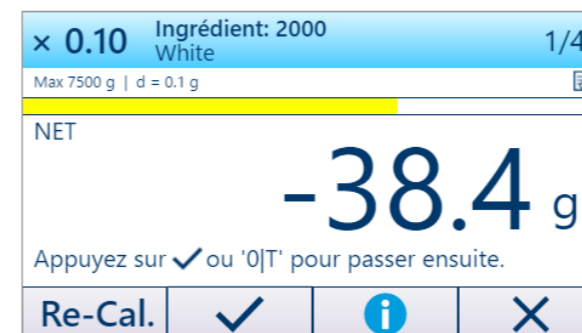 × 0.10 Ingrédient: 2000 1/4
White
Max 7500 g | d = 0.1 g
NET
-38.4 g
Appuyez sur ✓ ou '0|T' pour passer ensuite.
Re-Cal. ✓ i ×